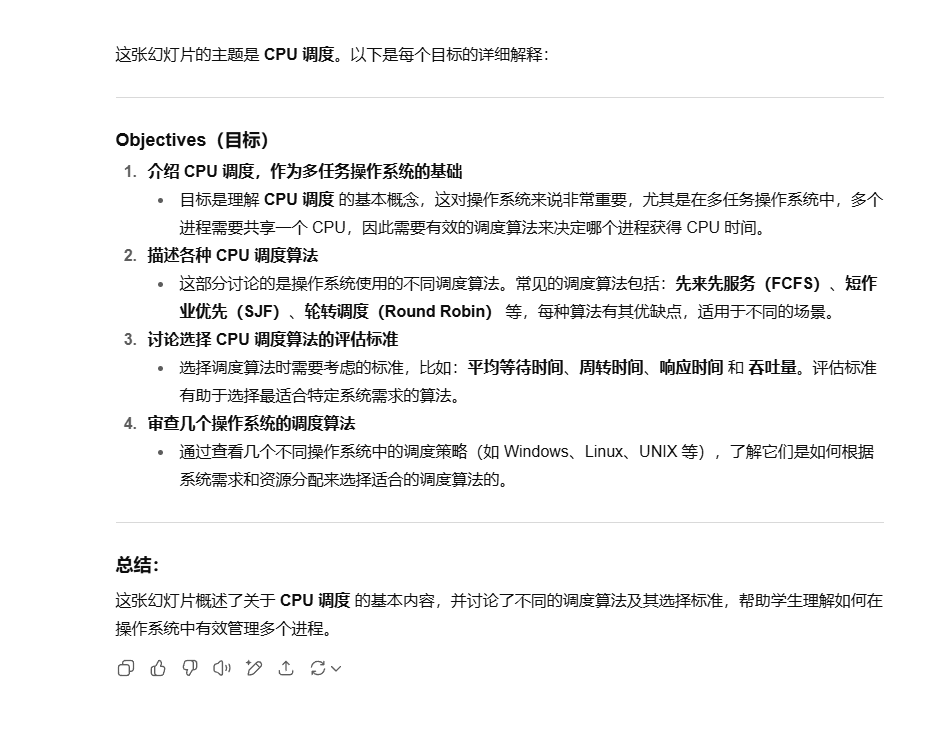 这张幻灯片的主题是 CPU 调度。以下是每个目标的详细解释：
Objectives（目标）
1. 介绍 CPU 调度，作为多任务操作系统的基础
• 目标是理解 CPU 调度 的基本概念，这对操作系统来说非常重要，尤其是在多任务操作系统中，多个
进程需要共享一个 CPU，因此需要有效的调度算法来决定哪个进程获得 CPU 时间。
2. 描述各种 CPU 调度算法
• 这部分讨论的是操作系统使用的不同调度算法。常见的调度算法包括：先来先服务（FCFS）、短作
业优先（SJF）、轮转调度（Round Robin） 等，每种算法有其优缺点，适用于不同的场景。
3. 讨论选择 CPU 调度算法的评估标准
• 选择调度算法时需要考虑的标准，比如：平均等待时间、周转时间、响应时间 和 吞吐量。评估标准
有助于选择最适合特定系统需求的算法。
4. 审查几个操作系统的调度算法
• 通过查看几个不同操作系统中的调度策略（如 Windows、Linux、UNIX 等），了解它们是如何根据
系统需求和资源分配来选择适合的调度算法的。
总结：
这张幻灯片概述了关于 CPU 调度 的基本内容，并讨论了不同的调度算法及其选择标准，帮助学生理解如何在
操作系统中有效管理多个进程。